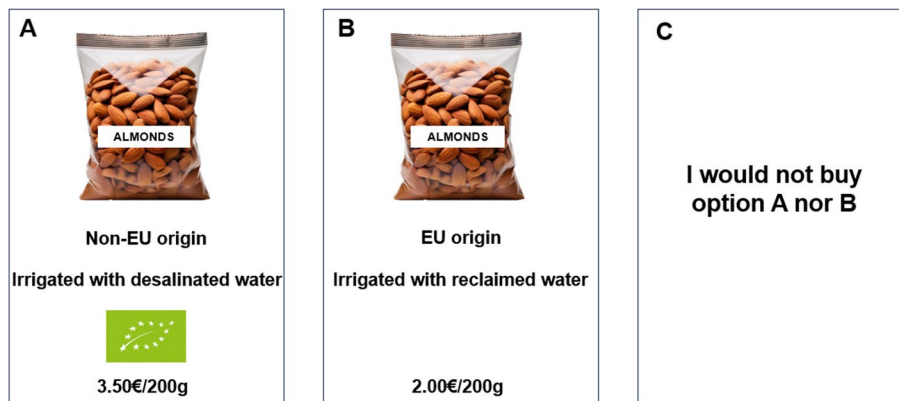 A
ALMONDS
Non-EU origin
Irrigated with desalinated water
3.50€/200g
B
ALMONDS
EU origin
Irrigated with reclaimed water
2.00€/200g
C
I would not buy
option A nor B